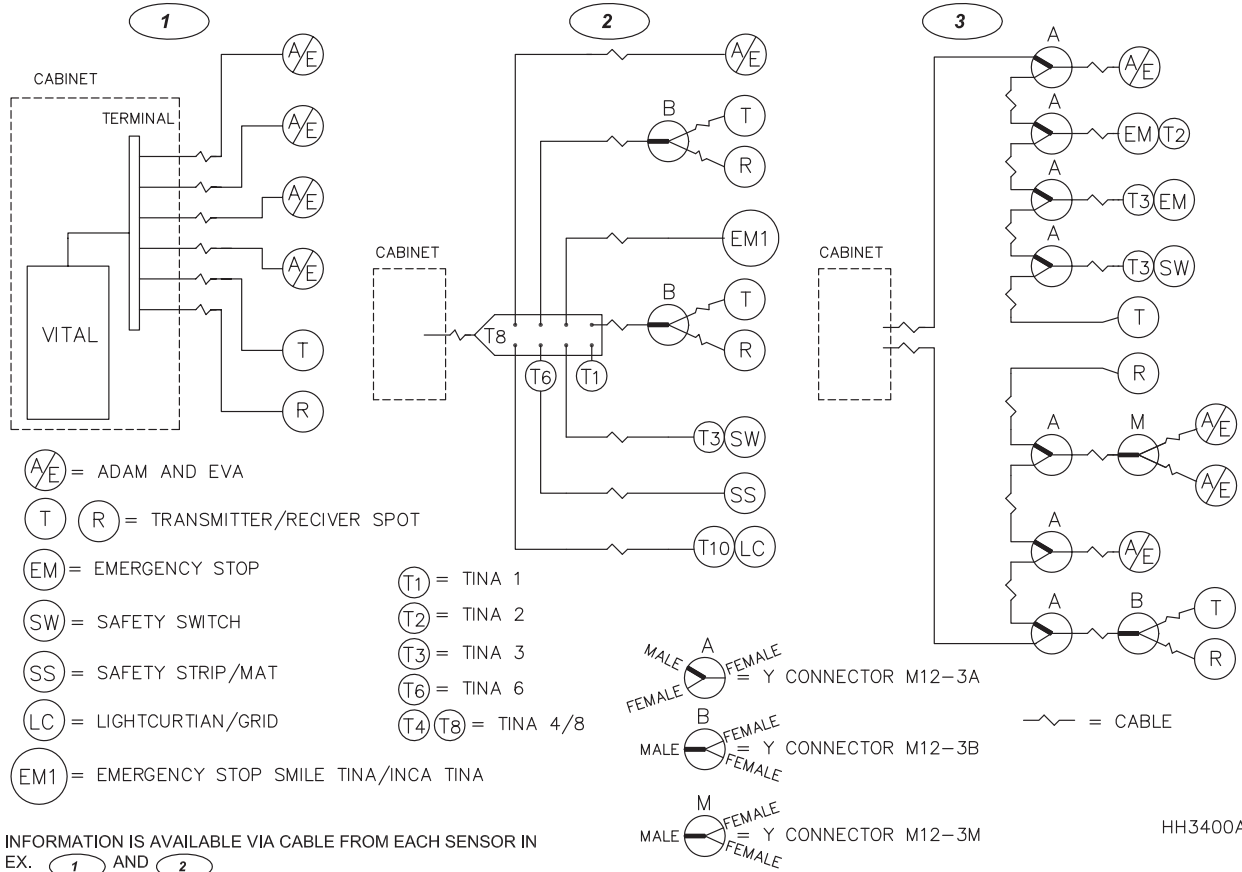 1
CABINET
TERMINAL
VITAL
A/E
A/E
A/E
A/E
T
R
2
CABINET
T8
A/E
B
T
R
EM1
B
T
R
T6
T1
T3 SW
SS
T10 LC
3
CABINET
A
A/E
A
EM T2
A
T3 EM
A
T3 SW
T
R
A
M
A/E
A/E
A
A/E
A
B
T
R
A/E = ADAM AND EVA
T R = TRANSMITTER/RECIVER SPOT
EM = EMERGENCY STOP
SW = SAFETY SWITCH
SS = SAFETY STRIP/MAT
LC = LIGHTCURTIAN/GRID
EM1 = EMERGENCY STOP SMILE TINA/INCA TINA
T1 = TINA 1
T2 = TINA 2
T3 = TINA 3
T6 = TINA 6
T4 T8 = TINA 4/8
A
MALE FEMALE
FEMALE
= Y CONNECTOR M12-3A
B
MALE FEMALE
FEMALE
= Y CONNECTOR M12-3B
M
MALE FEMALE
FEMALE
= Y CONNECTOR M12-3M
= CABLE
INFORMATION IS AVAILABLE VIA CABLE FROM EACH SENSOR IN
EX. 1 AND 2
HH3400A